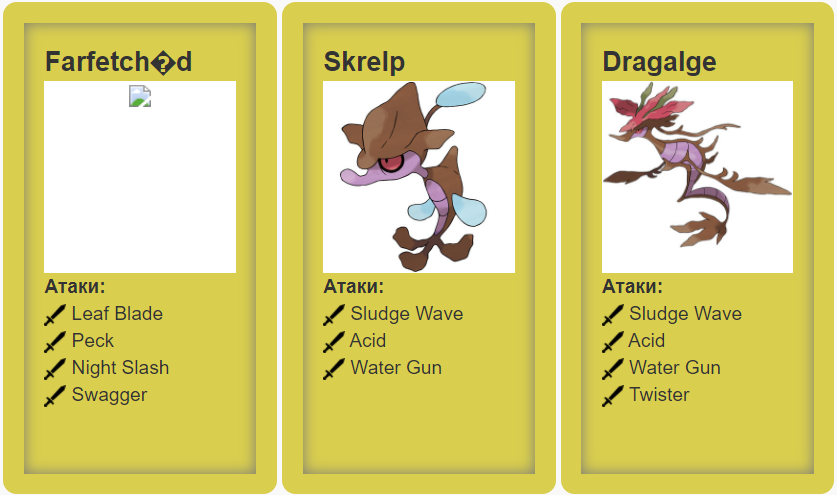 Farfetch�d
Атаки:
Leaf Blade
Peck
Night Slash
Swagger
Skrelp
Атаки:
Sludge Wave
Acid
Water Gun
Dragalge
Атаки:
Sludge Wave
Acid
Water Gun
Twister